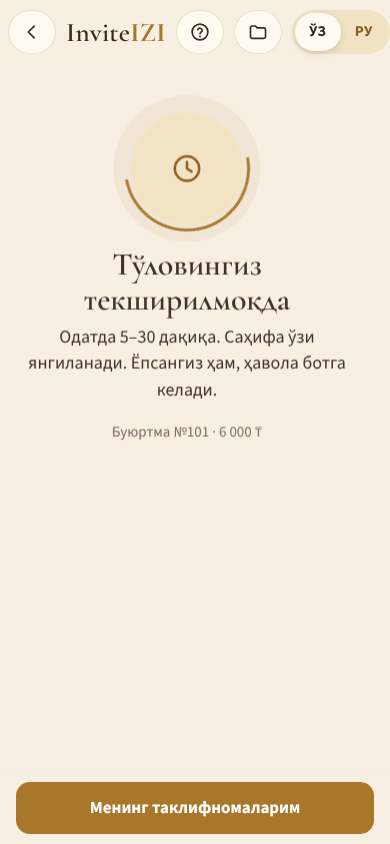 InviteIZI
ЎЗ
РУ
Тўловингиз
текширилмоқда
Одатда 5–30 дақиқа. Саҳифа ўзи
янгиланади. Ёпсангиз ҳам, ҳавола ботга
келади.
Буюртма №101 · 6 000 ₸
Менинг таклифномаларим